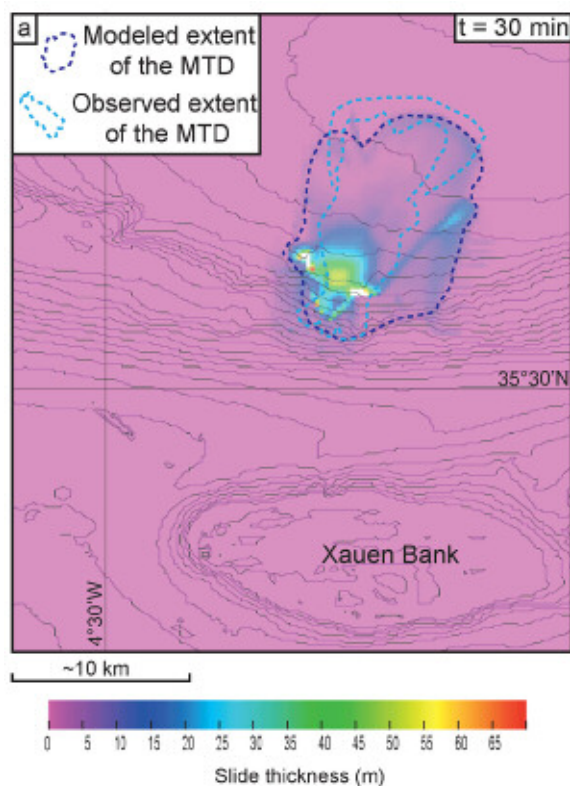 a
t = 30 min
Modeled extent
of the MTD
Observed extent
of the MTD
35°30'N
Xauen Bank
4°30'W
~10 km
0 5 10 15 20 25 30 35 40 45 50 55 60 65
Slide thickness (m)